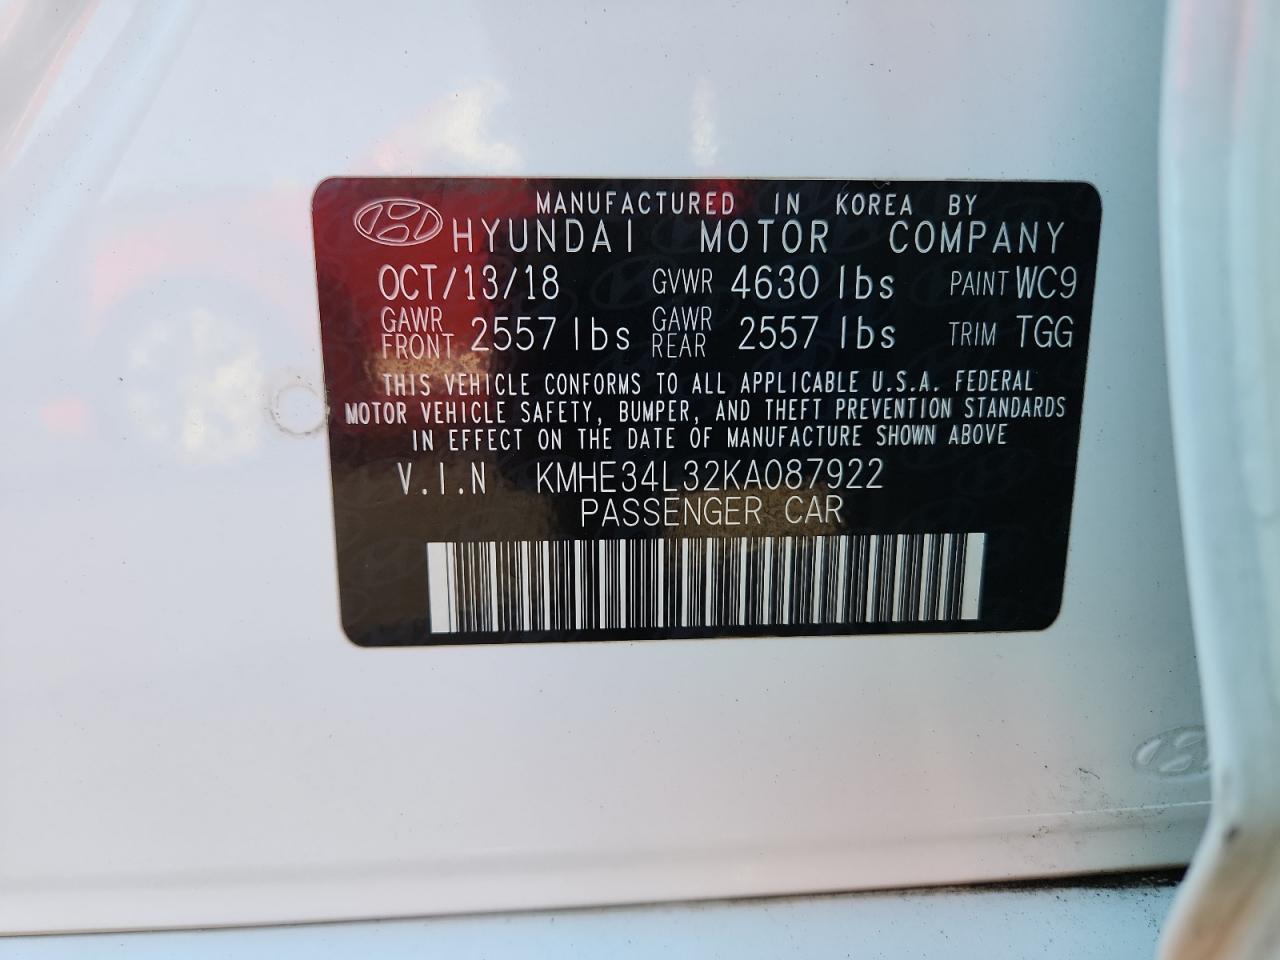 MANUFACTURED IN KOREA BY
HYUNDAI MOTOR COMPANY
OCT/13/18 GVWR 4630 lbs PAINT WC9
GAWR FRONT 2557 lbs GAWR REAR 2557 lbs TRIM TGG
THIS VEHICLE CONFORMS TO ALL APPLICABLE U.S.A. FEDERAL
MOTOR VEHICLE SAFETY, BUMPER, AND THEFT PREVENTION STANDARDS
IN EFFECT ON THE DATE OF MANUFACTURE SHOWN ABOVE
V.I.N KMHE34L32KA087922
PASSENGER CAR